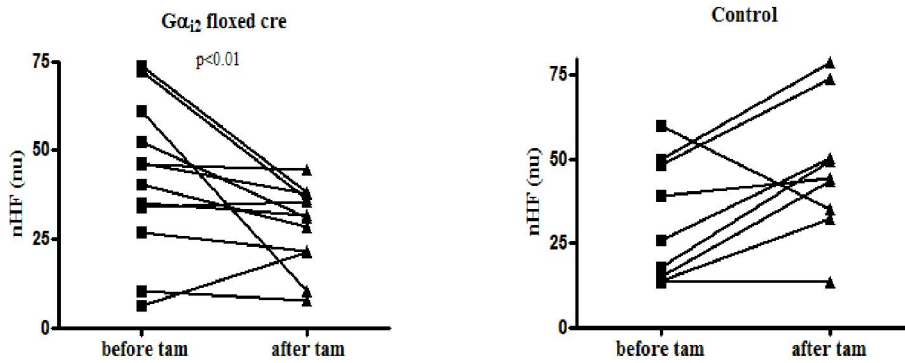 Gαi2 floxed cre
p<0.01
75
50
25
0
nHF (nu)
before tam after tam
Control
75
50
25
0
nHF (nu)
before tam after tam